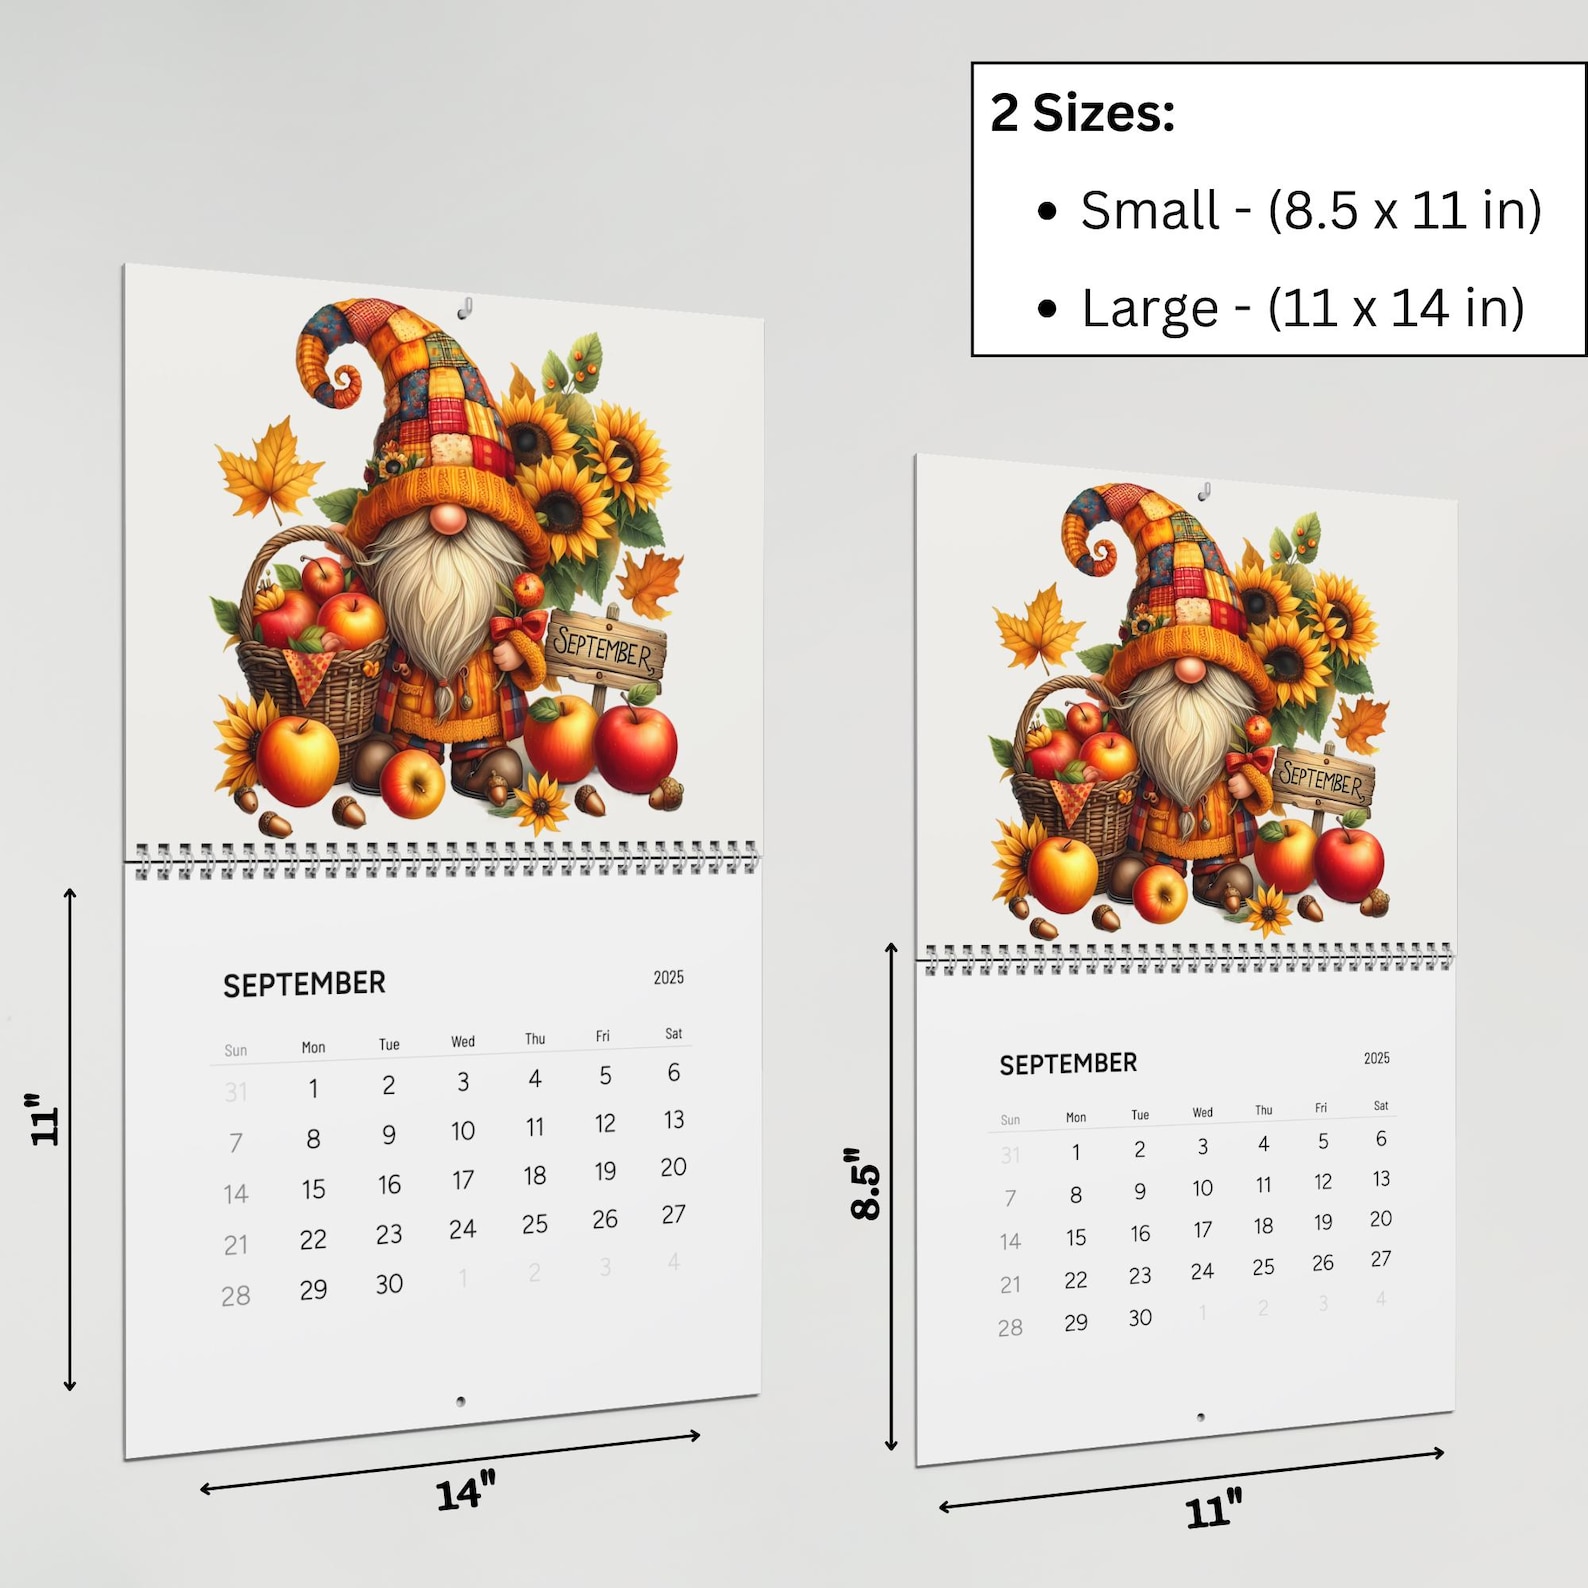 2 Sizes:
• Small - (8.5 x 11 in)
• Large - (11 x 14 in)
SEPTEMBER
SEPTEMBER 2025
Sun Mon Tue Wed Thu Fri Sat
31 1 2 3 4 5 6
7 8 9 10 11 12 13
14 15 16 17 18 19 20
21 22 23 24 25 26 27
28 29 30 1 2 3 4
11"
14"
SEPTEMBER
SEPTEMBER 2025
Sun Mon Tue Wed Thu Fri Sat
31 1 2 3 4 5 6
7 8 9 10 11 12 13
14 15 16 17 18 19 20
21 22 23 24 25 26 27
28 29 30 1 2 3 4
8.5"
11"